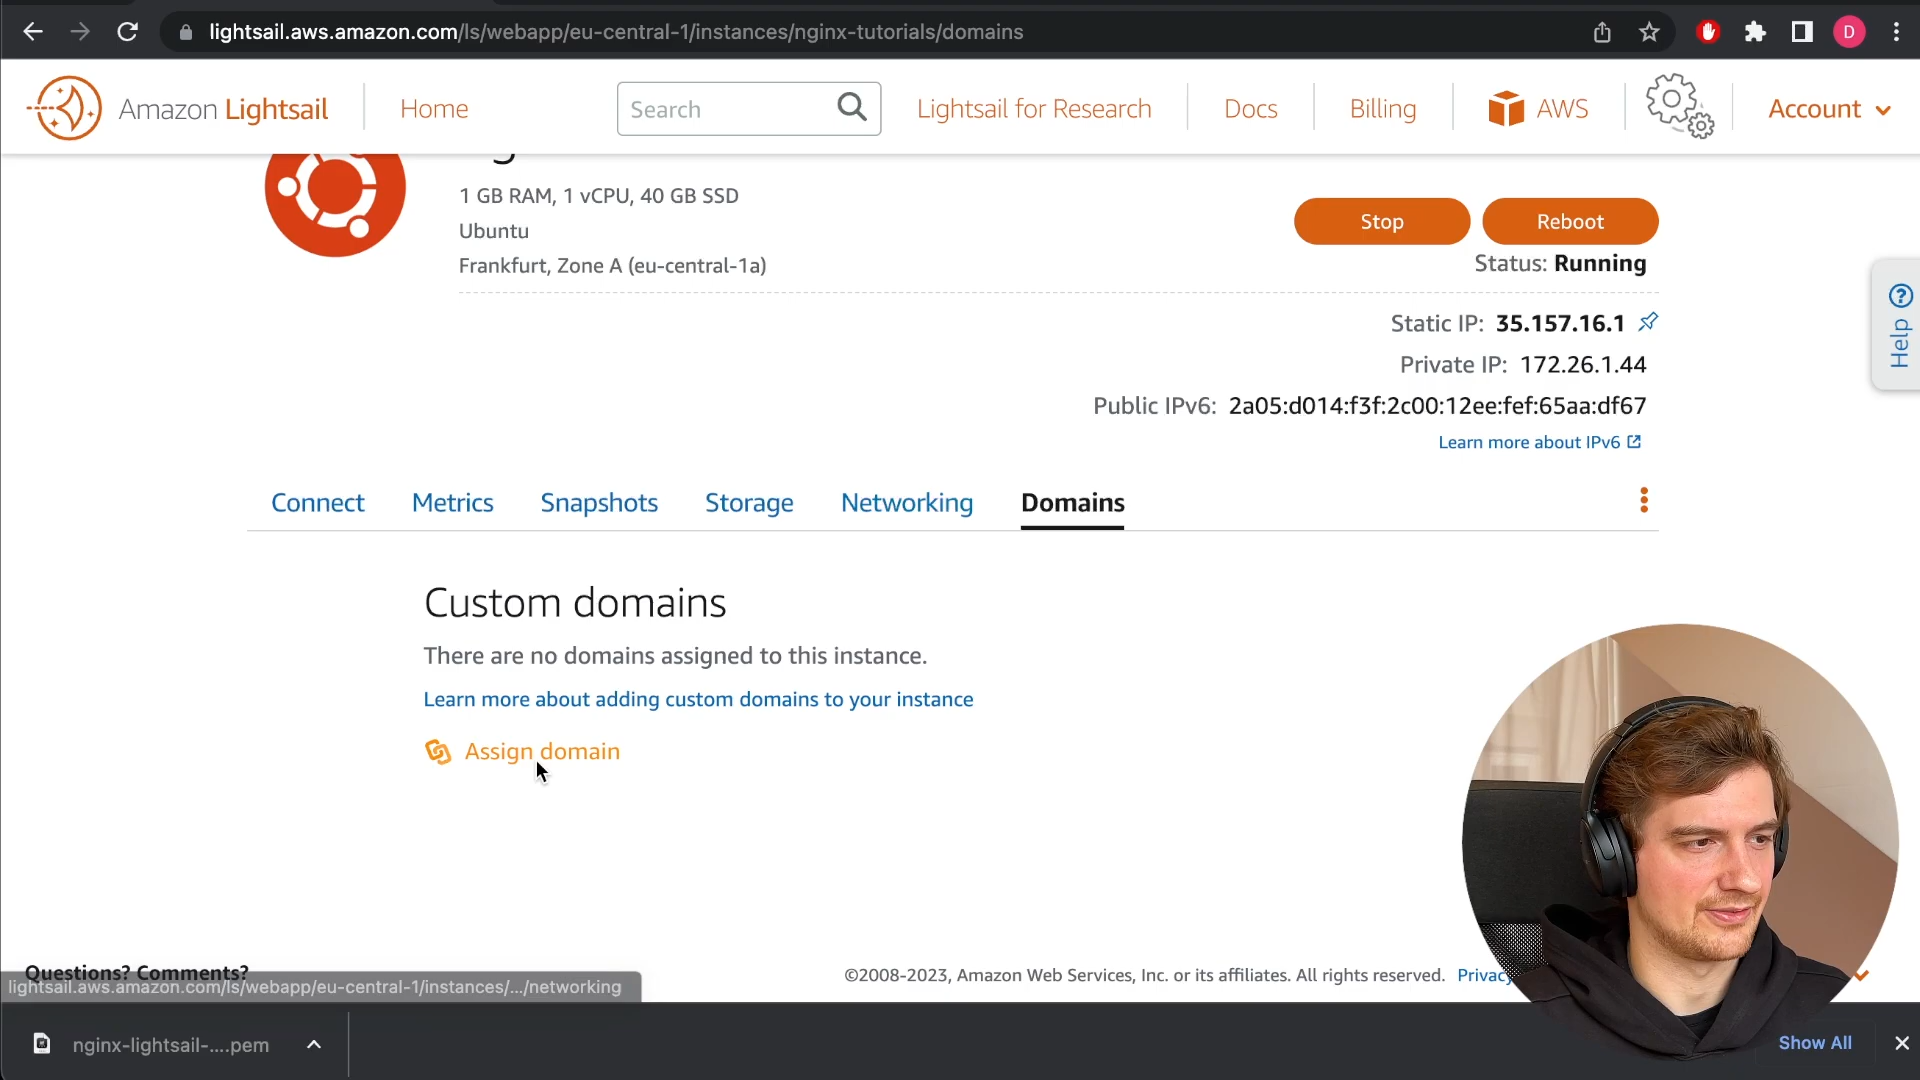 lightsail.aws.amazon.com/ls/webapp/eu-central-1/instances/nginx-tutorials/domains
D
Amazon Lightsail
Home
Search
Lightsail for Research
Docs
Billing
AWS
Account
1 GB RAM, 1 vCPU, 40 GB SSD
Ubuntu
Frankfurt, Zone A (eu-central-1a)
Stop
Reboot
Status: Running
Static IP: 35.157.16.1
Private IP: 172.26.1.44
Public IPv6: 2a05:d014:f3f:2c00:12ee:fef:65aa:df67
Learn more about IPv6
? Help
Connect
Metrics
Snapshots
Storage
Networking
Domains
Custom domains
There are no domains assigned to this instance.
Learn more about adding custom domains to your instance
Assign domain
Questions? Comments?
©2008-2023, Amazon Web Services, Inc. or its affiliates. All rights reserved.
Privacy
lightsail.aws.amazon.com/ls/webapp/eu-central-1/instances/.../networking
nginx-lightsail-....pem
Show All